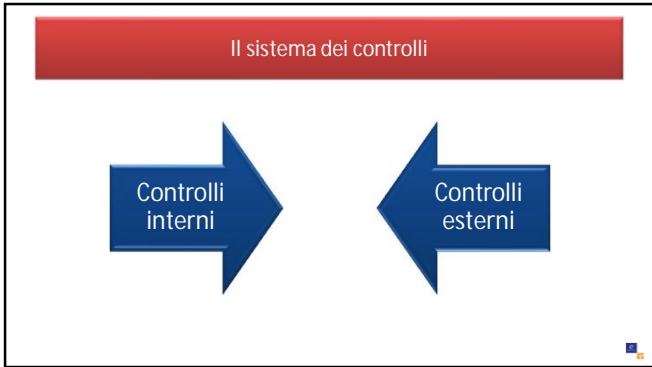 Il sistema dei controlli
Controlli
interni
Controlli
esterni